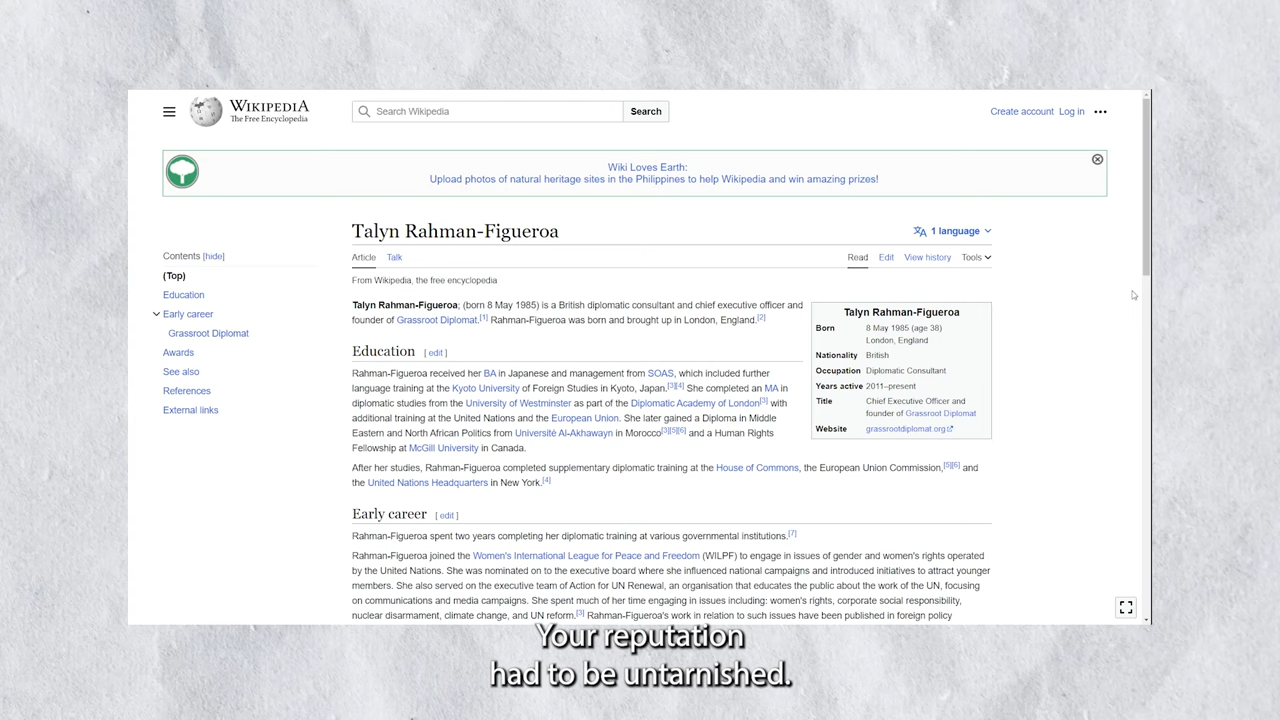 WIKIPEDIA
The Free Encyclopedia
Search Wikipedia
Search
Create account Log in
Wiki Loves Earth:
Upload photos of natural heritage sites in the Philippines to help Wikipedia and win amazing prizes!
Talyn Rahman-Figueroa
1 language
Contents [hide]
(Top)
Education
Early career
Grassroot Diplomat
Awards
See also
References
External links
Article Talk
Read Edit View history Tools
From Wikipedia, the free encyclopedia
Talyn Rahman-Figueroa; (born 8 May 1985) is a British diplomatic consultant and chief executive officer and
founder of Grassroot Diplomat.[1] Rahman-Figueroa was born and brought up in London, England.[2]
Talyn Rahman-Figueroa
Born 8 May 1985 (age 38)
London, England
Nationality British
Occupation Diplomatic Consultant
Years active 2011–present
Title Chief Executive Officer and
founder of Grassroot Diplomat
Website grassrootdiplomat.org
Education [ edit ]
Rahman-Figueroa received her BA in Japanese and management from SOAS, which included further
language training at the Kyoto University of Foreign Studies in Kyoto, Japan.[3][4] She completed an MA in
diplomatic studies from the University of Westminster as part of the Diplomatic Academy of London[3] with
additional training at the United Nations and the European Union. She later gained a Diploma in Middle
Eastern and North African Politics from Université Al-Akhawayn in Morocco[3][5][6] and a Human Rights
Fellowship at McGill University in Canada.
After her studies, Rahman-Figueroa completed supplementary diplomatic training at the House of Commons, the European Union Commission,[5][6] and
the United Nations Headquarters in New York.[4]
Early career [ edit ]
Rahman-Figueroa spent two years completing her diplomatic training at various governmental institutions.[7]
Rahman-Figueroa joined the Women's International League for Peace and Freedom (WILPF) to engage in issues of gender and women's rights operated
by the United Nations. She was nominated on to the executive board where she influenced national campaigns and introduced initiatives to attract younger
members. She also served on the executive team of Action for UN Renewal, an organisation that educates the public about the work of the UN, focusing
on communications and media campaigns. She spent much of her time engaging in issues including: women's rights, corporate social responsibility,
nuclear disarmament, climate change, and UN reform.[3] Rahman-Figueroa's work in relation to such issues have been published in foreign policy
Your reputation
had to be untarnished.